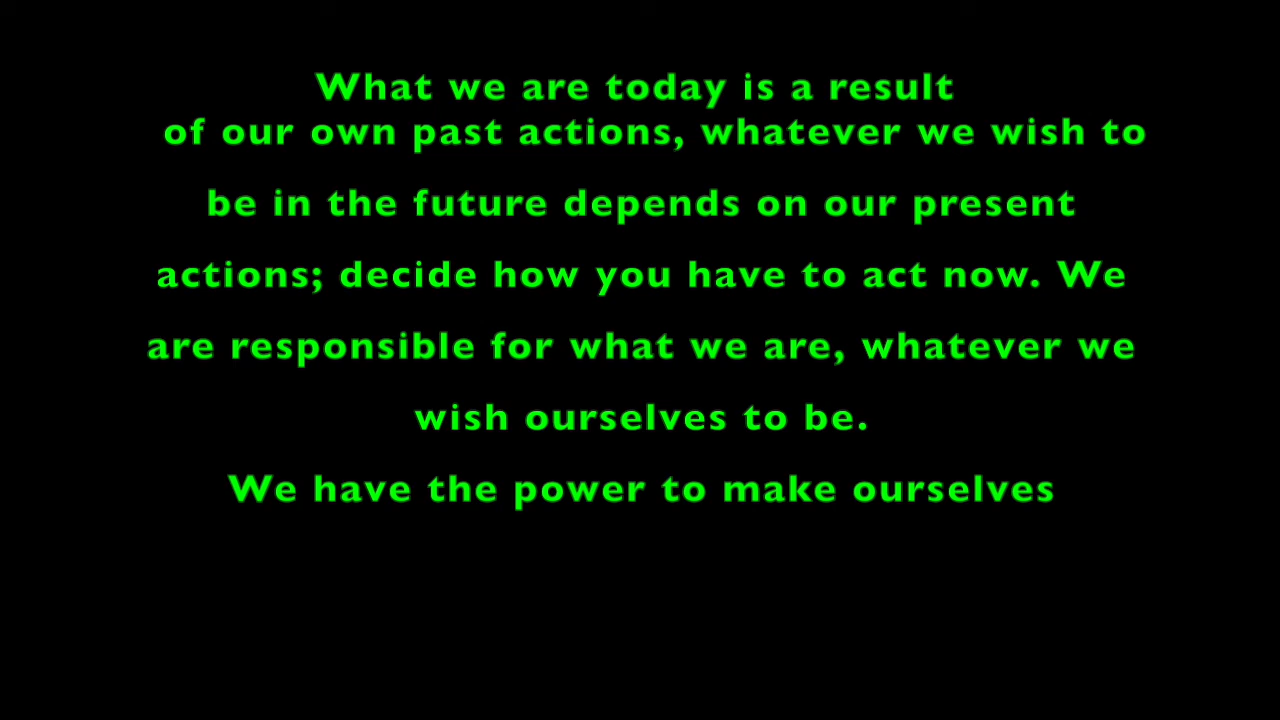 What we are today is a result
of our own past actions, whatever we wish to
be in the future depends on our present
actions; decide how you have to act now. We
are responsible for what we are, whatever we
wish ourselves to be.
We have the power to make ourselves